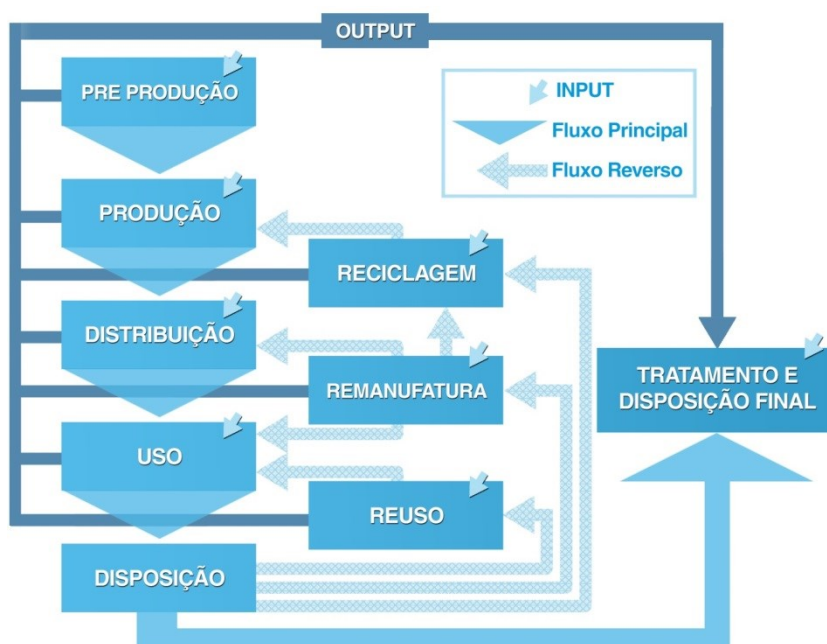 OUTPUT
PRE PRODUÇÃO
INPUT
Fluxo Principal
Fluxo Reverso
PRODUÇÃO
RECICLAGEM
DISTRIBUIÇÃO
REMANUFATURA
TRATAMENTO E
DISPOSIÇÃO FINAL
USO
REUSO
DISPOSIÇÃO